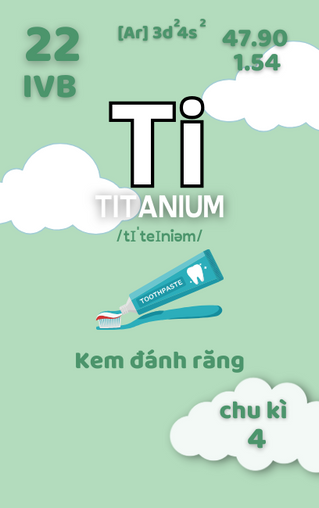 22
IVB
[Ar] 3d²4s²
47.90
1.54
Ti
TITANIUM
/tɪˈteɪniəm/
TOOTHPASTE
Kem đánh răng
chu kì
4